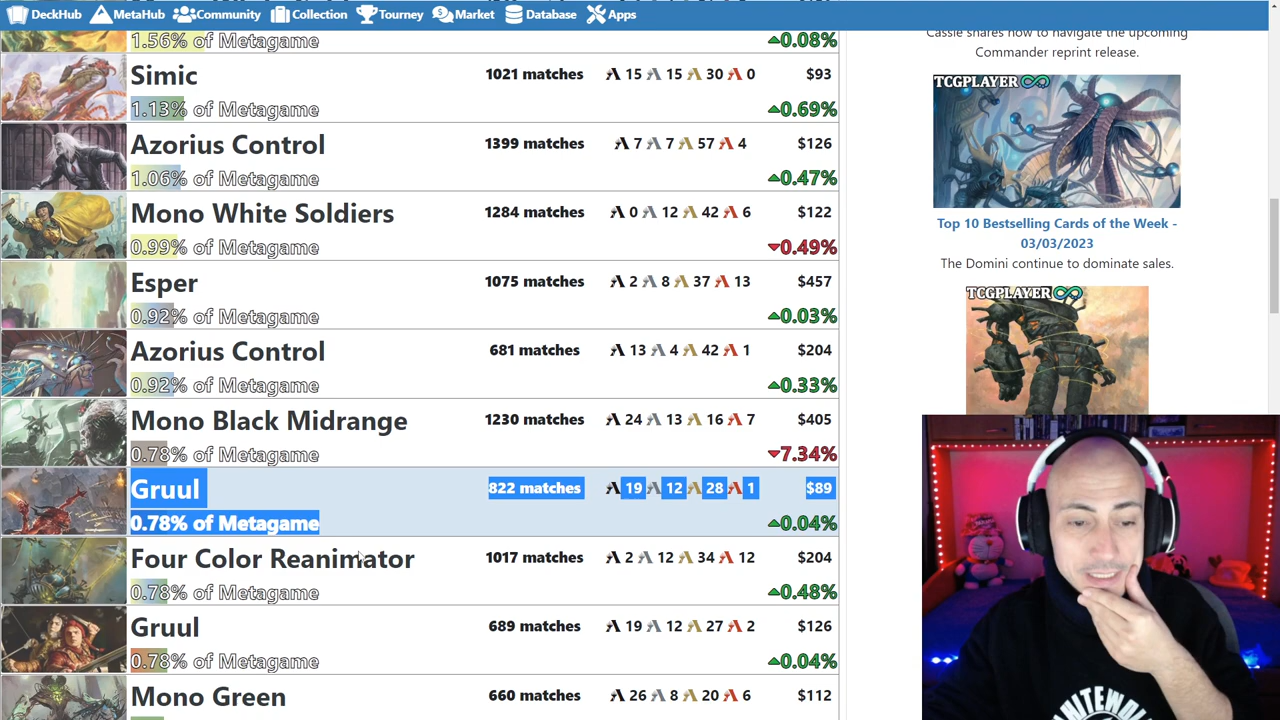 DeckHub MetaHub Community Collection Tourney Market Database Apps
1.56% of Metagame 0.08%
Simic 1021 matches 15 15 30 0 $93
1.13% of Metagame 0.69%
Azorius Control 1399 matches 7 7 57 4 $126
1.06% of Metagame 0.47%
Mono White Soldiers 1284 matches 0 12 42 6 $122
0.99% of Metagame 0.49%
Esper 1075 matches 2 8 37 13 $457
0.92% of Metagame 0.03%
Azorius Control 681 matches 13 4 42 1 $204
0.92% of Metagame 0.33%
Mono Black Midrange 1230 matches 24 13 16 7 $405
0.78% of Metagame 7.34%
Gruul 822 matches 19 12 28 1 $89
0.78% of Metagame 0.04%
Four Color Reanimator 1017 matches 2 12 34 12 $204
0.78% of Metagame 0.48%
Gruul 689 matches 19 12 27 2 $126
0.78% of Metagame 0.04%
Mono Green 660 matches 26 8 20 6 $112
Cassie shares how to navigate the upcoming
Commander reprint release.
TCGPLAYER
Top 10 Bestselling Cards of the Week -
03/03/2023
The Domini continue to dominate sales.
TCGPLAYER